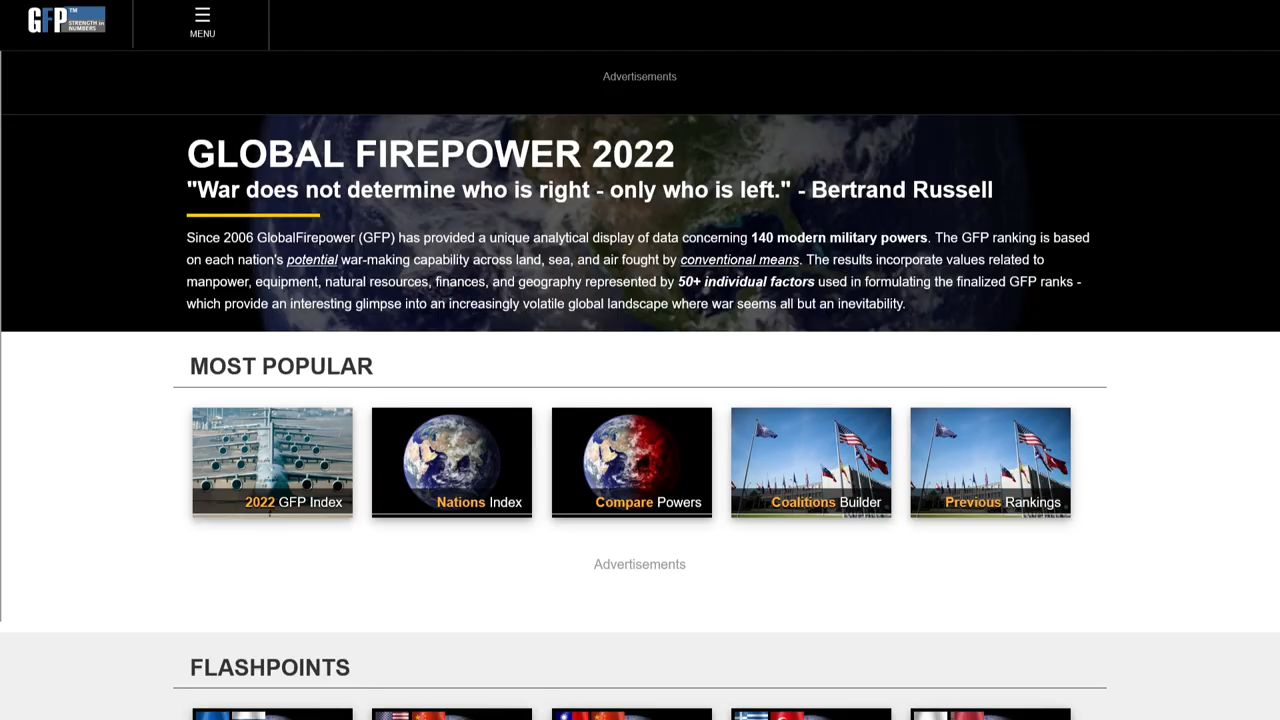 GFP™
STRENGTH in
NUMBERS
☰
MENU
Advertisements
GLOBAL FIREPOWER 2022
"War does not determine who is right - only who is left." - Bertrand Russell
Since 2006 GlobalFirepower (GFP) has provided a unique analytical display of data concerning 140 modern military powers. The GFP ranking is based
on each nation's potential war-making capability across land, sea, and air fought by conventional means. The results incorporate values related to
manpower, equipment, natural resources, finances, and geography represented by 50+ individual factors used in formulating the finalized GFP ranks -
which provide an interesting glimpse into an increasingly volatile global landscape where war seems all but an inevitability.
MOST POPULAR
2022 GFP Index
Nations Index
Compare Powers
Coalitions Builder
Previous Rankings
Advertisements
FLASHPOINTS